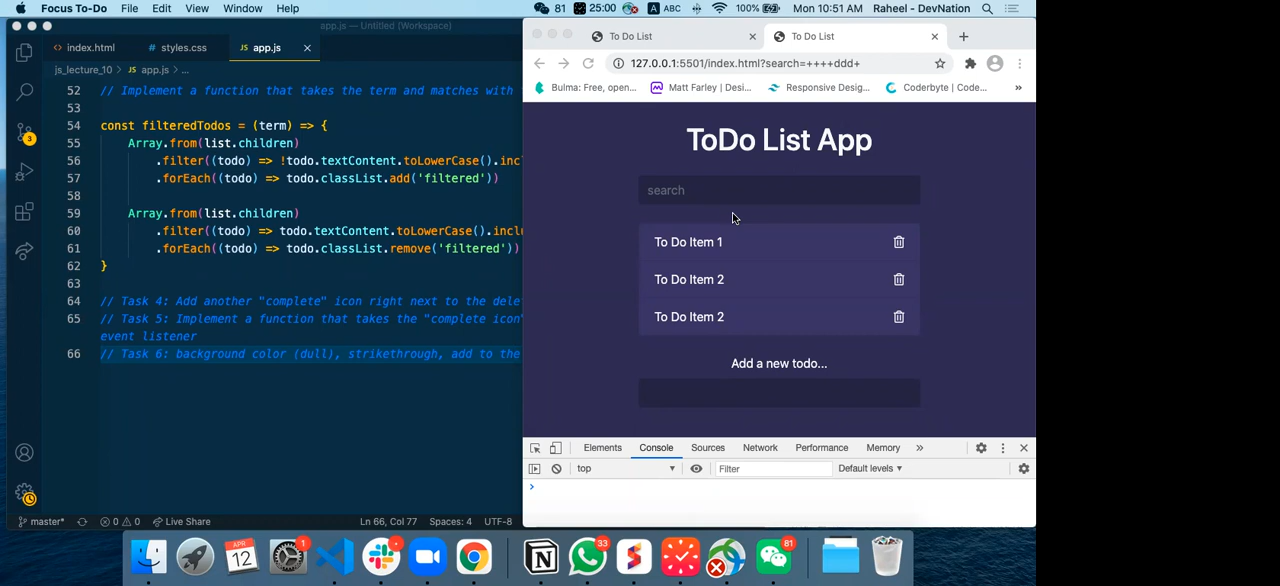 Focus To-Do File Edit View Window Help 81 25:00 A ABC 100% Mon 10:51 AM Raheel - DevNation
app.js — Untitled (Workspace)
index.html
# styles.css
JS app.js
js_lecture_10 > JS app.js > ...
52 // Implement a function that takes the term and matches with
53
54 const filteredTodos = (term) => {
55 Array.from(list.children)
56 .filter((todo) => !todo.textContent.toLowerCase().incl
57 .forEach((todo) => todo.classList.add('filtered'))
58
59 Array.from(list.children)
60 .filter((todo) => todo.textContent.toLowerCase().inclu
61 .forEach((todo) => todo.classList.remove('filtered'))
62 }
63
64 // Task 4: Add another "complete" icon right next to the dele
65 // Task 5: Implement a function that takes the "complete icon"
event listener
66 // Task 6: background color (dull), strikethrough, add to the
3
master* 0 0 Live Share Ln 66, Col 77 Spaces: 4 UTF-8
To Do List
To Do List
127.0.0.1:5501/index.html?search=++++ddd+
Bulma: Free, open...
Matt Farley | Desi...
Responsive Desig...
Coderbyte | Code...
»
ToDo List App
search
To Do Item 1
To Do Item 2
To Do Item 2
Add a new todo...
Elements Console Sources Network Performance Memory »
top Filter Default levels
APR
12
1
33
81